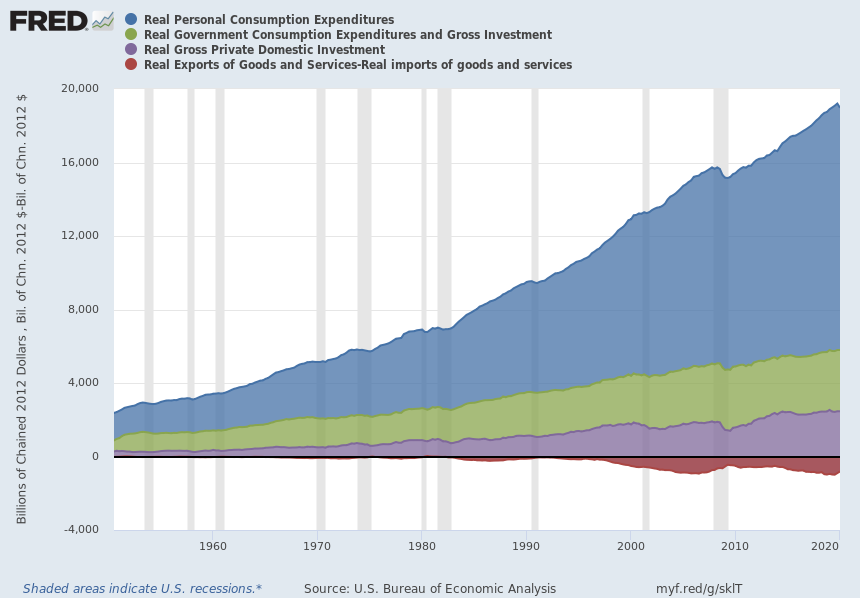 FRED
Real Personal Consumption Expenditures
Real Government Consumption Expenditures and Gross Investment
Real Gross Private Domestic Investment
Real Exports of Goods and Services-Real imports of goods and services
Billions of Chained 2012 Dollars , Bil. of Chn. 2012 $-Bil. of Chn. 2012 $
20,000
16,000
12,000
8,000
4,000
0
-4,000
1960 1970 1980 1990 2000 2010 2020
Shaded areas indicate U.S. recessions.* Source: U.S. Bureau of Economic Analysis myf.red/g/sklT